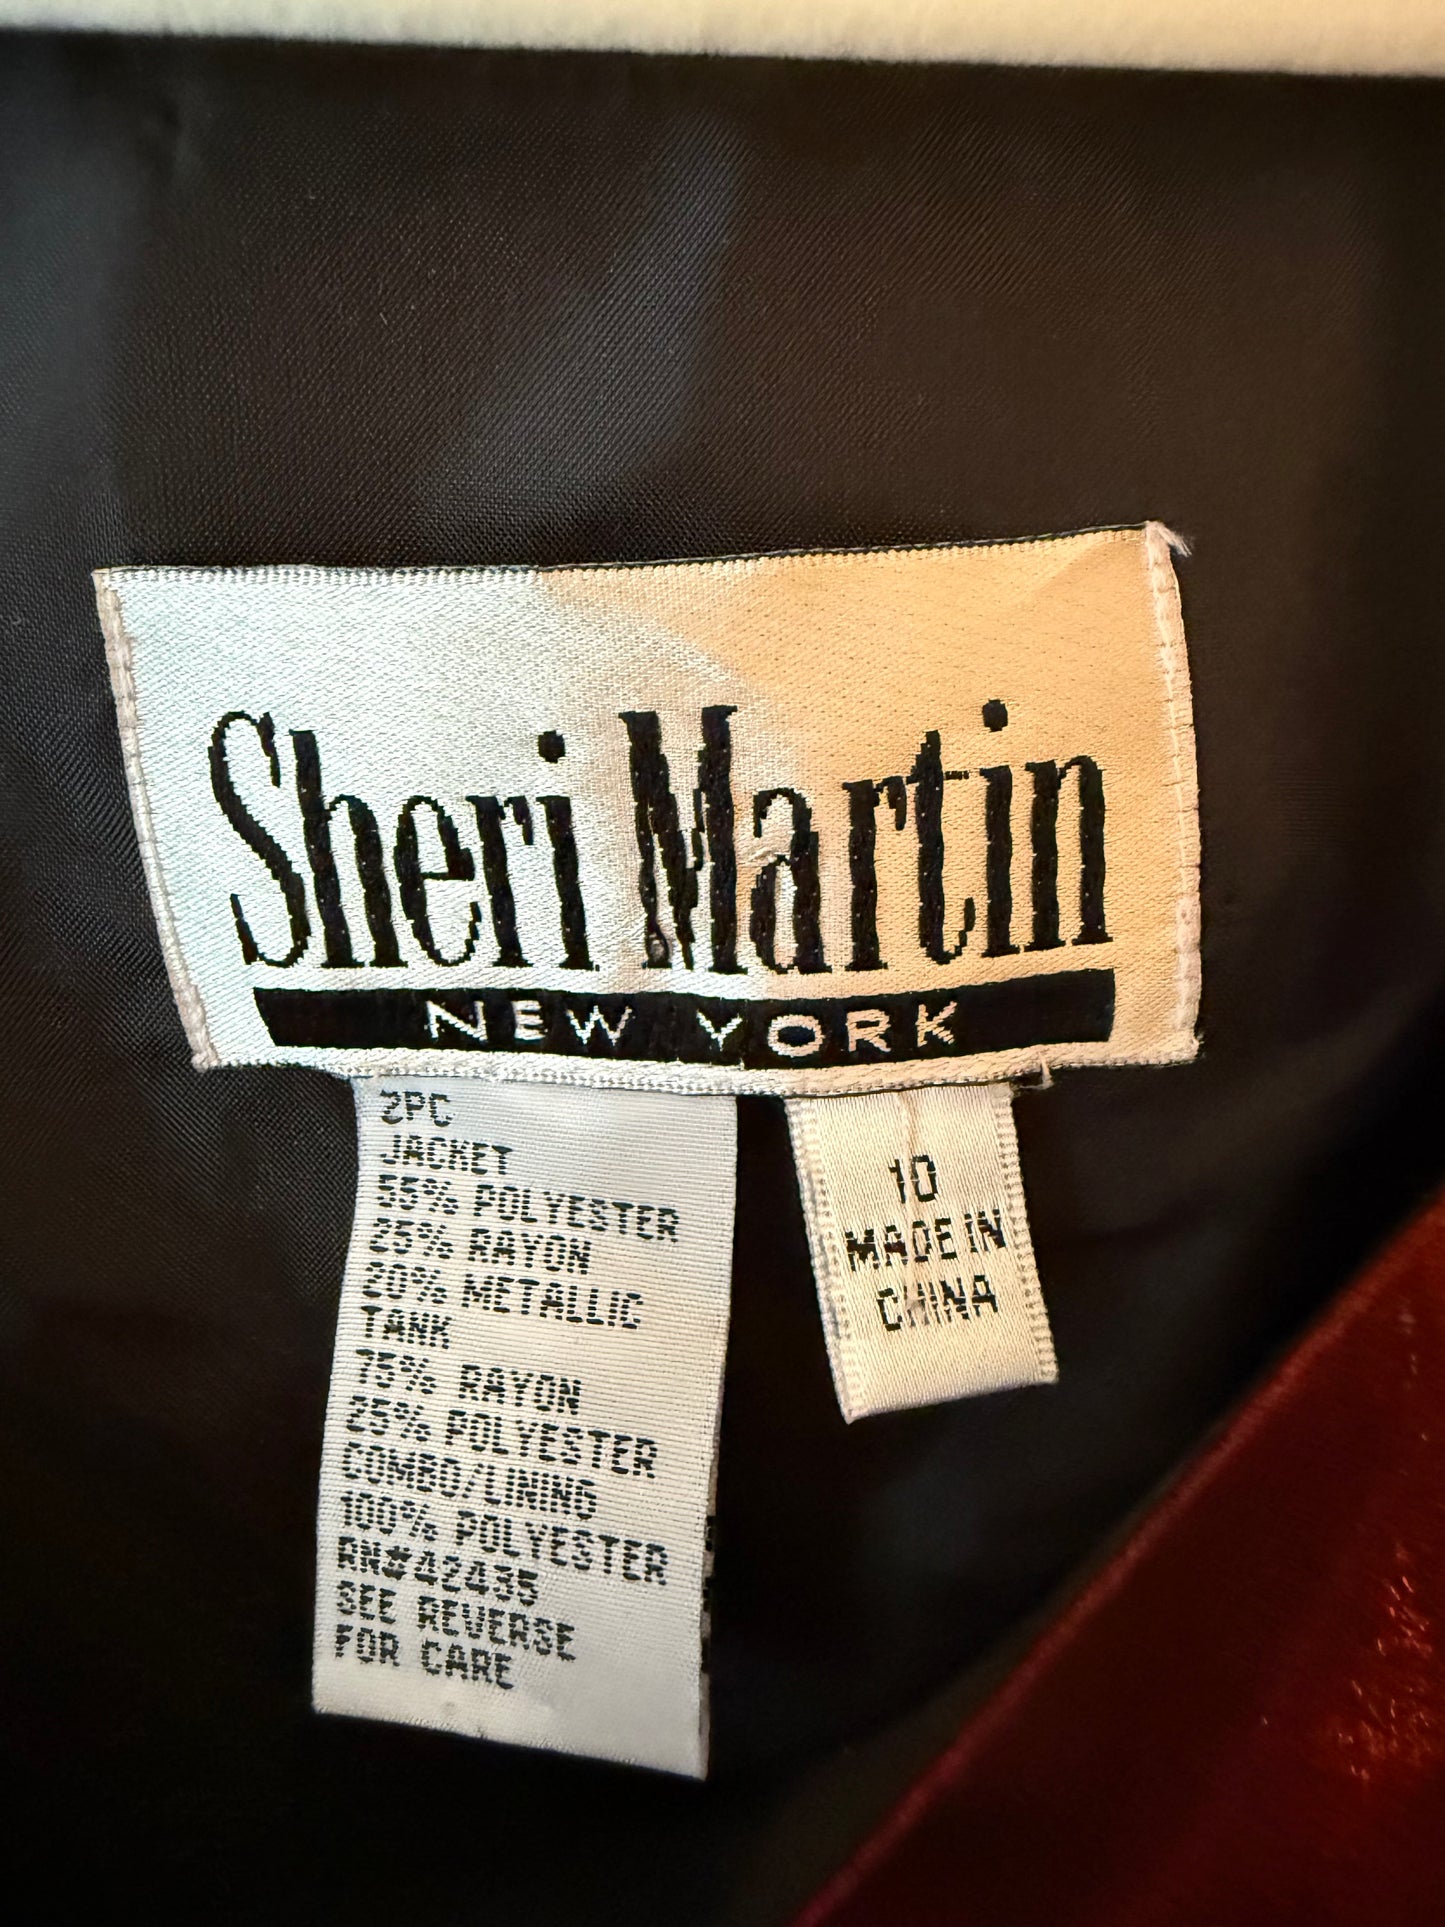 Sheri Martin
NEW YORK
2PC
JACKET
55% POLYESTER
25% RAYON
20% METALLIC
TANK
75% RAYON
25% POLYESTER
COMBO/LINING
100% POLYESTER
RN#42435
SEE REVERSE
FOR CARE
10
MADE IN
CHINA